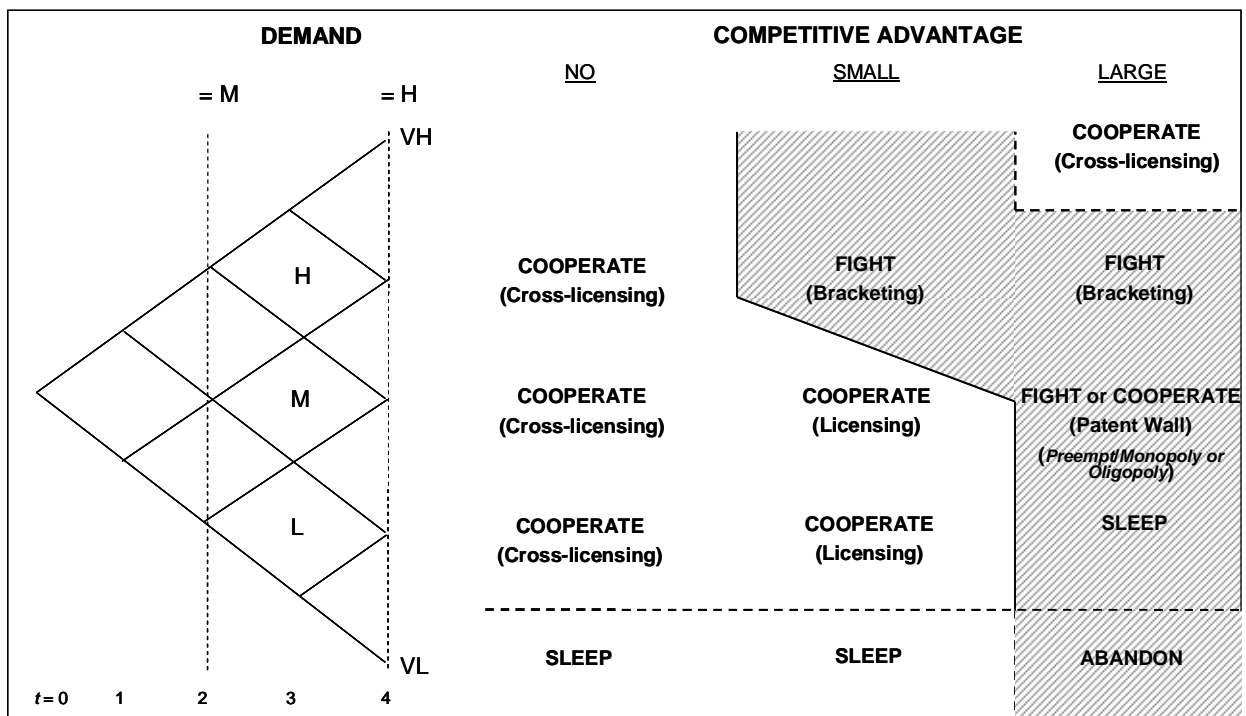 DEMAND
COMPETITIVE ADVANTAGE
NO
SMALL
LARGE
= M
= H
VH
COOPERATE
(Cross-licensing)
H
COOPERATE
(Cross-licensing)
FIGHT
(Bracketing)
FIGHT
(Bracketing)
M
COOPERATE
(Cross-licensing)
COOPERATE
(Licensing)
FIGHT or COOPERATE
(Patent Wall)
(Preempt/Monopoly or
Oligopoly)
L
COOPERATE
(Cross-licensing)
COOPERATE
(Licensing)
SLEEP
VL
SLEEP
SLEEP
ABANDON
t = 0
1
2
3
4